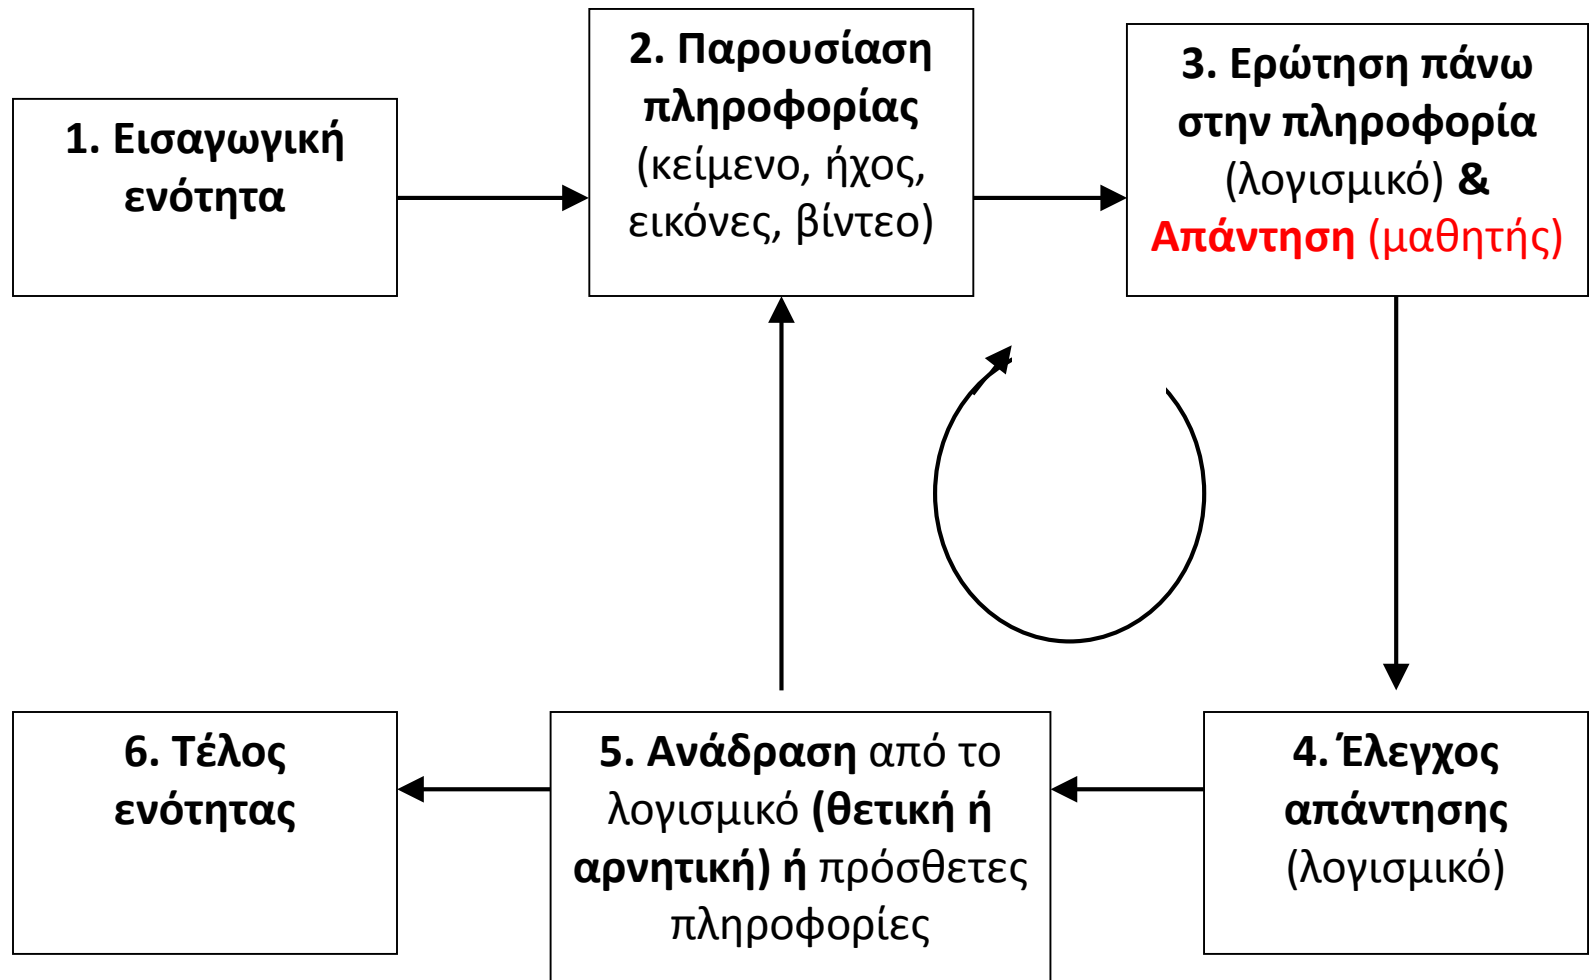 1. Εισαγωγική
ενότητα
2. Παρουσίαση
πληροφορίας
(κείμενο, ήχος,
εικόνες, βίντεο)
3. Ερώτηση πάνω
στην πληροφορία
(λογισμικό) &
Απάντηση (μαθητής)
4. Έλεγχος
απάντησης
(λογισμικό)
5. Ανάδραση από το
λογισμικό (θετική ή
αρνητική) ή πρόσθετες
πληροφορίες
6. Τέλος
ενότητας